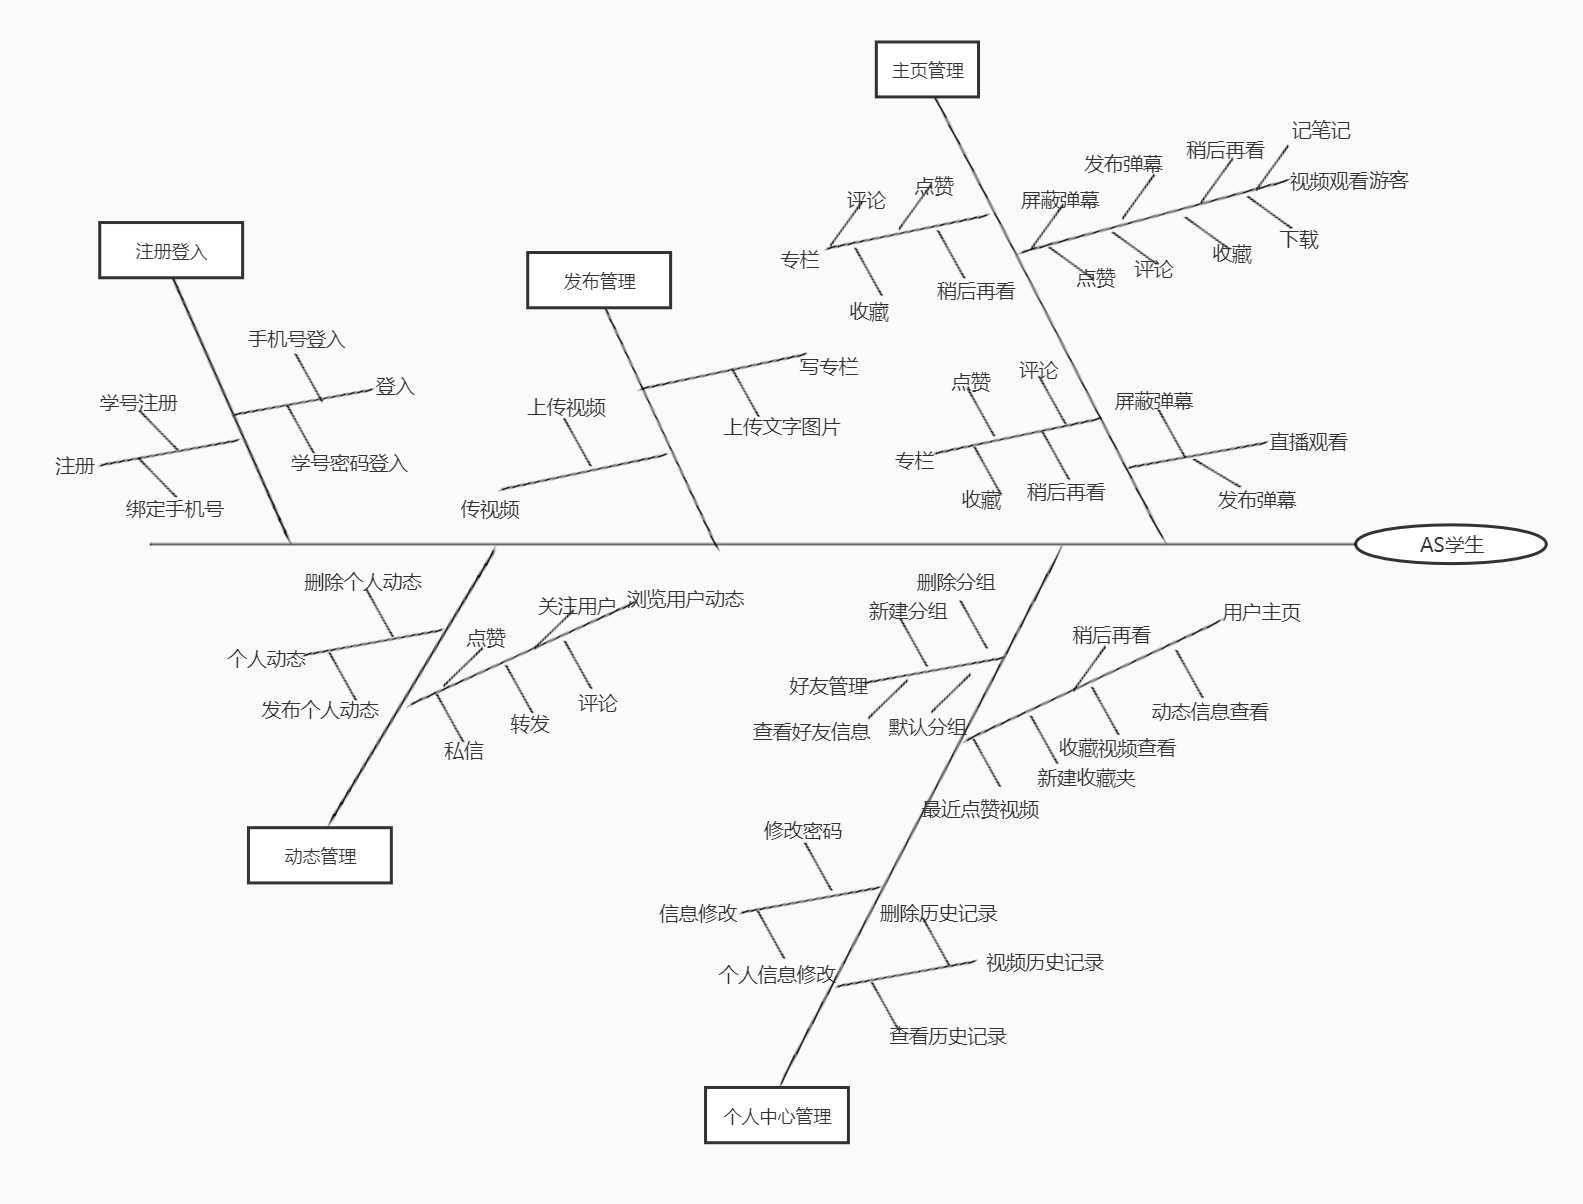 主页管理
记笔记
稍后再看
发布弹幕
视频观看游客
屏蔽弹幕
点赞
评论
下载
收藏
评论
点赞
专栏
稍后再看
收藏
注册登入
手机号登入
登入
学号注册
学号密码登入
注册
绑定手机号
发布管理
写专栏
上传视频
上传文字图片
传视频
点赞
评论
屏蔽弹幕
直播观看
专栏
稍后再看
收藏
发布弹幕
AS学生
删除个人动态
关注用户
浏览用户动态
点赞
个人动态
发布个人动态
评论
转发
私信
动态管理
删除分组
新建分组
用户主页
稍后再看
好友管理
查看好友信息
默认分组
动态信息查看
收藏视频查看
新建收藏夹
最近点赞视频
修改密码
信息修改
删除历史记录
视频历史记录
个人信息修改
查看历史记录
个人中心管理